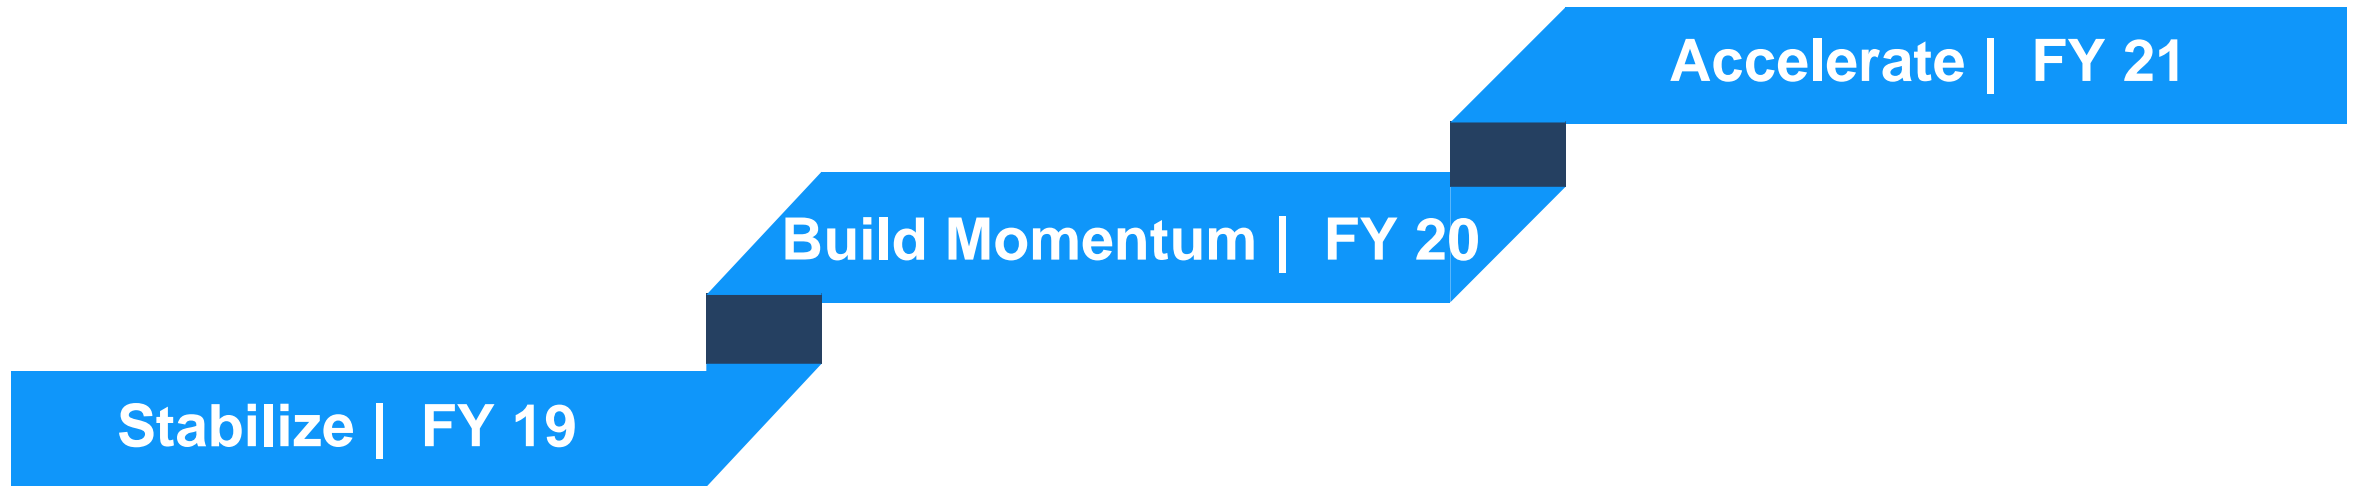 Accelerate | FY 21
Build Momentum | FY 20
Stabilize | FY 19